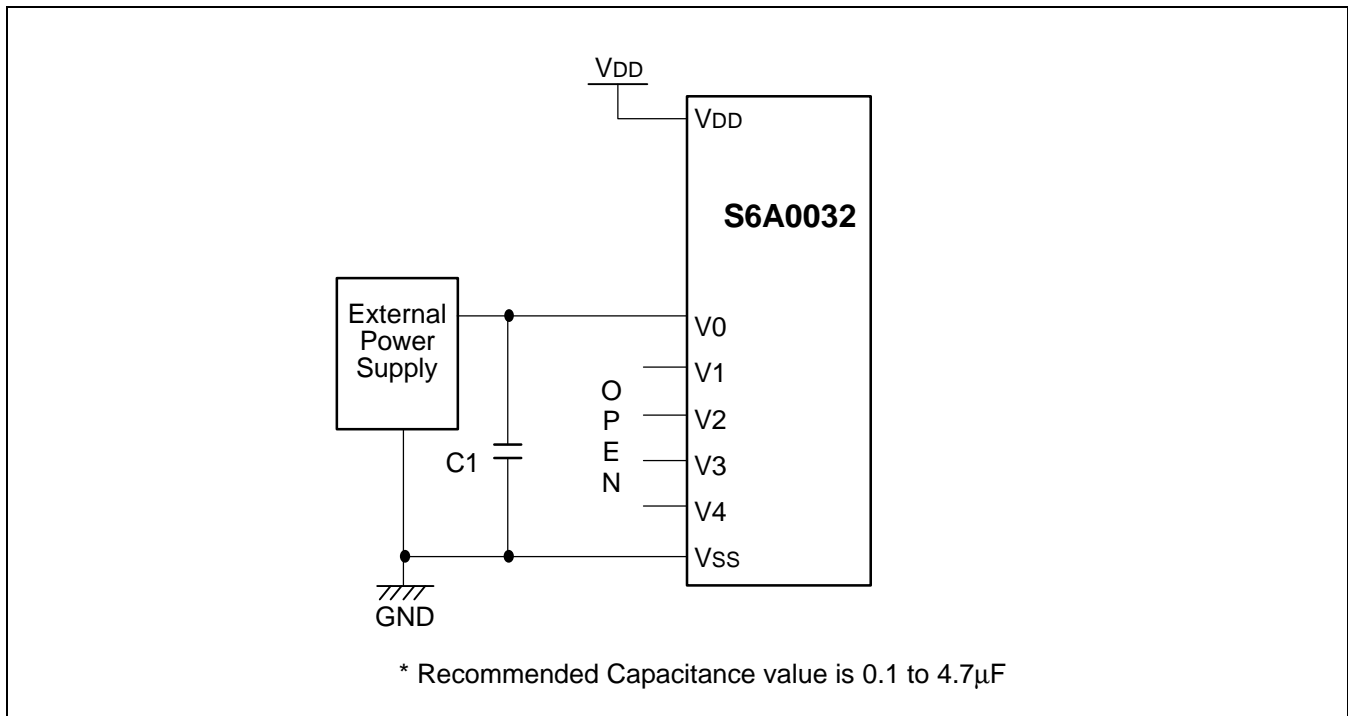 VDD
VDD
S6A0032
External
Power
Supply
V0
V1
O
P
E
N
V2
V3
C1
V4
VSS
GND
* Recommended Capacitance value is 0.1 to 4.7μF